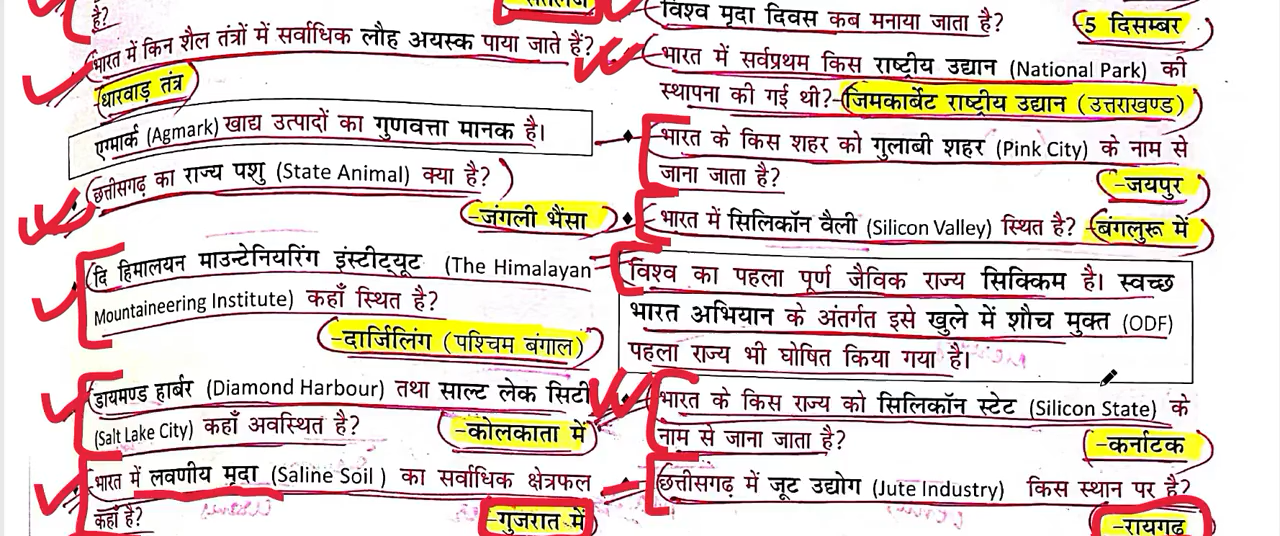 है?
सतलज
भारत में किन शैल तंत्रों में सर्वाधिक लौह अयस्क पाया जाते हैं?
-धारवाड़ तंत्र
एग्मार्क (Agmark) खाद्य उत्पादों का गुणवत्ता मानक है।
छत्तीसगढ़ का राज्य पशु (State Animal) क्या है?
-जंगली भैंसा
दि हिमालयन माउन्टेनियरिंग इंस्टीट्यूट (The Himalayan
Mountaineering Institute) कहाँ स्थित है?
-दार्जिलिंग (पश्चिम बंगाल)
डायमण्ड हार्बर (Diamond Harbour) तथा साल्ट लेक सिटी
(Salt Lake City) कहाँ अवस्थित है?
-कोलकाता में
भारत में लवणीय मृदा (Saline Soil ) का सर्वाधिक क्षेत्रफल
कहाँ है?
-गुजरात में
विश्व मृदा दिवस कब मनाया जाता है?
-5 दिसम्बर
भारत में सर्वप्रथम किस राष्ट्रीय उद्यान (National Park) की
स्थापना की गई थी?-जिमकार्बेट राष्ट्रीय उद्यान (उत्तराखण्ड)
भारत के किस शहर को गुलाबी शहर (Pink City) के नाम से
जाना जाता है?
-जयपुर
भारत में सिलिकॉन वैली (Silicon Valley) स्थित है? -बंगलुरू में
विश्व का पहला पूर्ण जैविक राज्य सिक्किम है। स्वच्छ
भारत अभियान के अंतर्गत इसे खुले में शौच मुक्त (ODF)
पहला राज्य भी घोषित किया गया है।
भारत के किस राज्य को सिलिकॉन स्टेट (Silicon State) के
नाम से जाना जाता है?
-कर्नाटक
छत्तीसगढ़ में जूट उद्योग (Jute Industry) किस स्थान पर है?
-रायगढ़